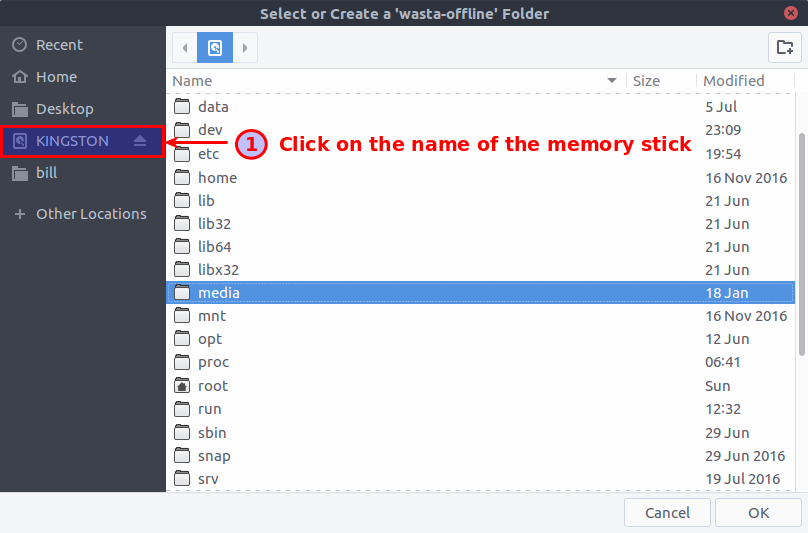 Select or Create a 'wasta-offline' Folder
Recent
Home
Desktop
KINGSTON
bill
Other Locations
Name Size Modified
data 5 Jul
dev 23:09
1 Click on the name of the memory stick
etc 19:54
home 16 Nov 2016
lib 21 Jun
lib32 21 Jun
lib64 21 Jun
libx32 21 Jun
media 18 Jan
mnt 16 Nov 2016
opt 12 Jun
proc 06:41
root Sun
run 12:32
sbin 29 Jun
snap 29 Jun 2016
srv 19 Jul 2016
Cancel OK